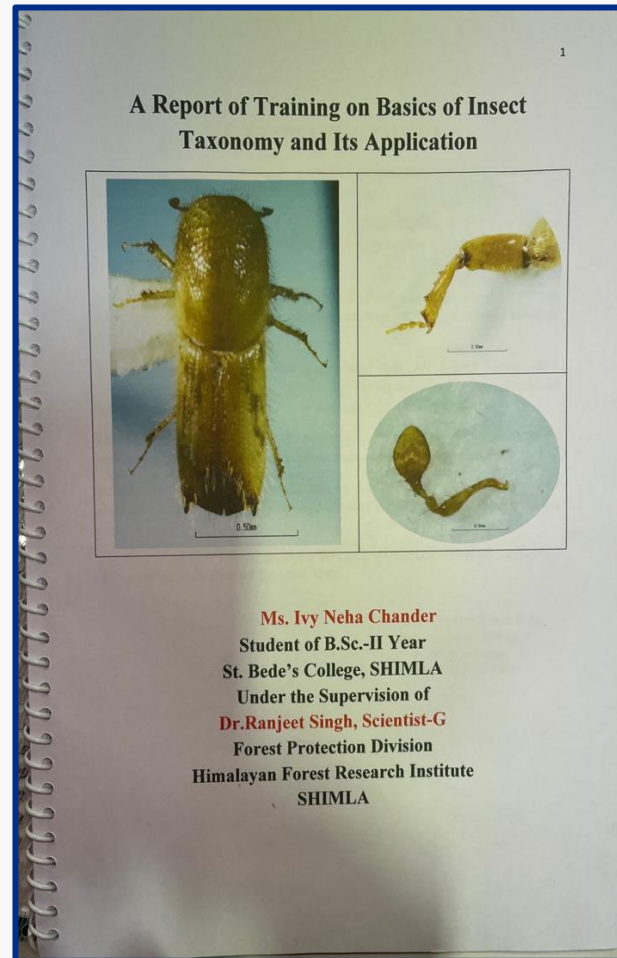 1
A Report of Training on Basics of Insect
Taxonomy and Its Application
0.50mm
Ms. Ivy Neha Chander
Student of B.Sc.-II Year
St. Bede's College, SHIMLA
Under the Supervision of
Dr.Ranjeet Singh, Scientist-G
Forest Protection Division
Himalayan Forest Research Institute
SHIMLA